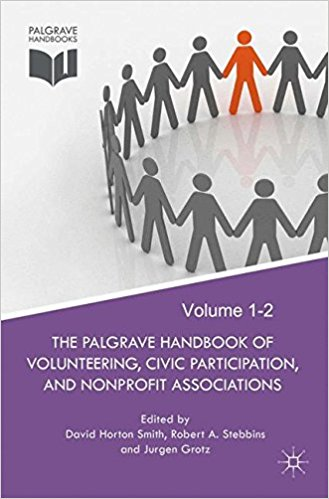 PALGRAVE
HANDBOOKS
Volume 1-2
THE PALGRAVE HANDBOOK OF
VOLUNTEERING, CIVIC PARTICIPATION,
AND NONPROFIT ASSOCIATIONS
Edited by
David Horton Smith, Robert A. Stebbins
and Jurgen Grotz